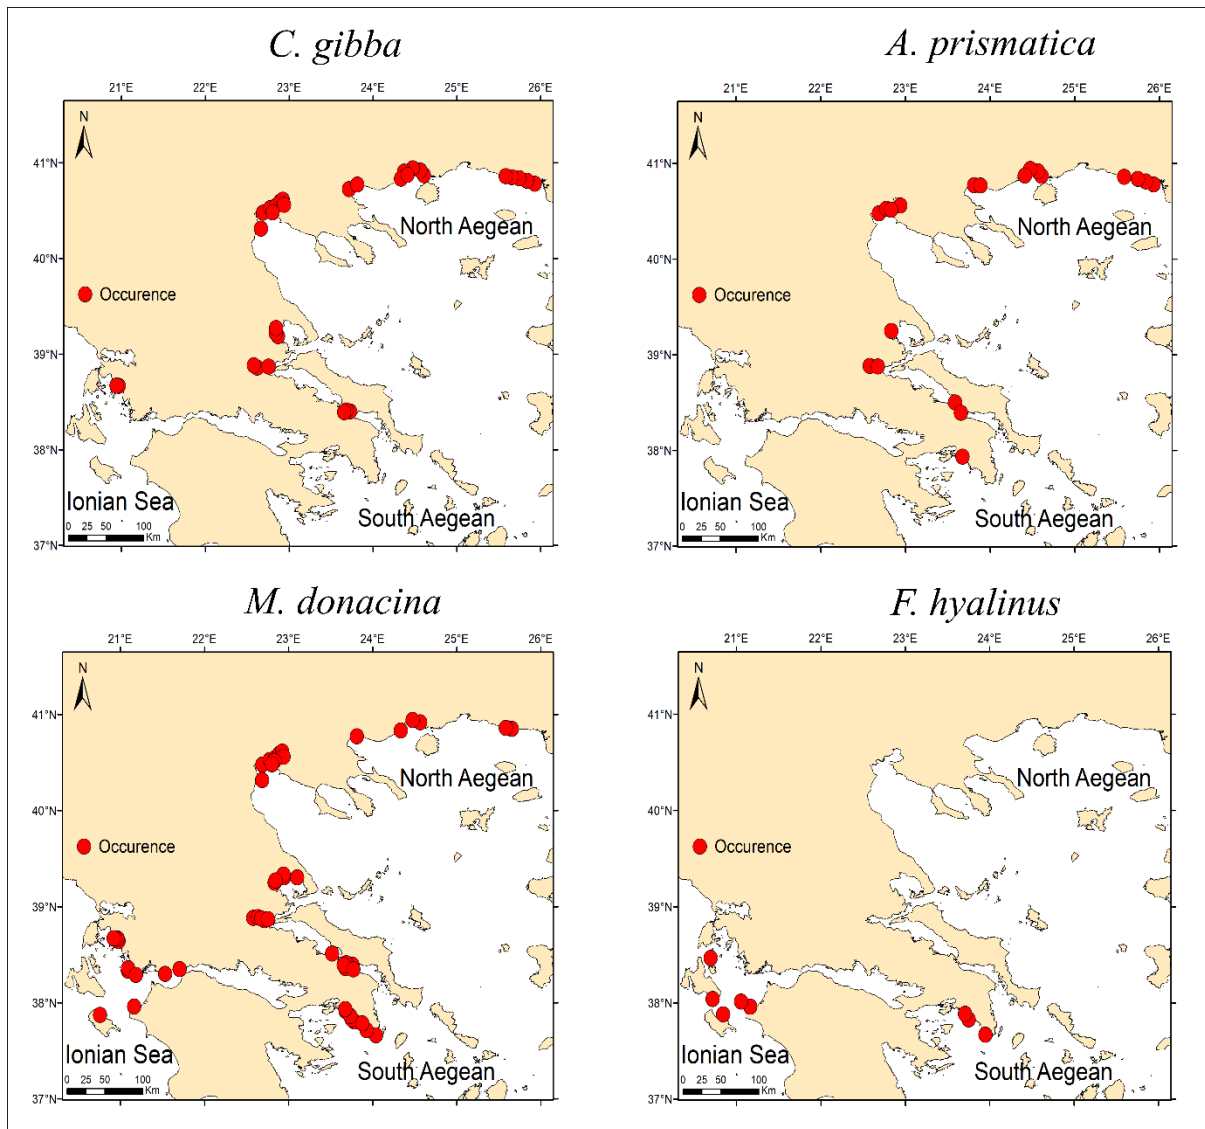 C. gibba
21°E 22°E 23°E 24°E 25°E 26°E
N
41°N
North Aegean
40°N
Occurence
39°N
38°N
Ionian Sea
South Aegean
0 25 50 100
Km
37°N
A. prismatica
21°E 22°E 23°E 24°E 25°E 26°E
N
41°N
North Aegean
40°N
Occurence
39°N
38°N
Ionian Sea
South Aegean
0 25 50 100
Km
37°N
M. donacina
21°E 22°E 23°E 24°E 25°E 26°E
N
41°N
North Aegean
40°N
Occurence
39°N
38°N
Ionian Sea
South Aegean
0 25 50 100
Km
37°N
F. hyalinus
21°E 22°E 23°E 24°E 25°E 26°E
N
41°N
North Aegean
40°N
Occurence
39°N
38°N
Ionian Sea
South Aegean
0 25 50 100
Km
37°N